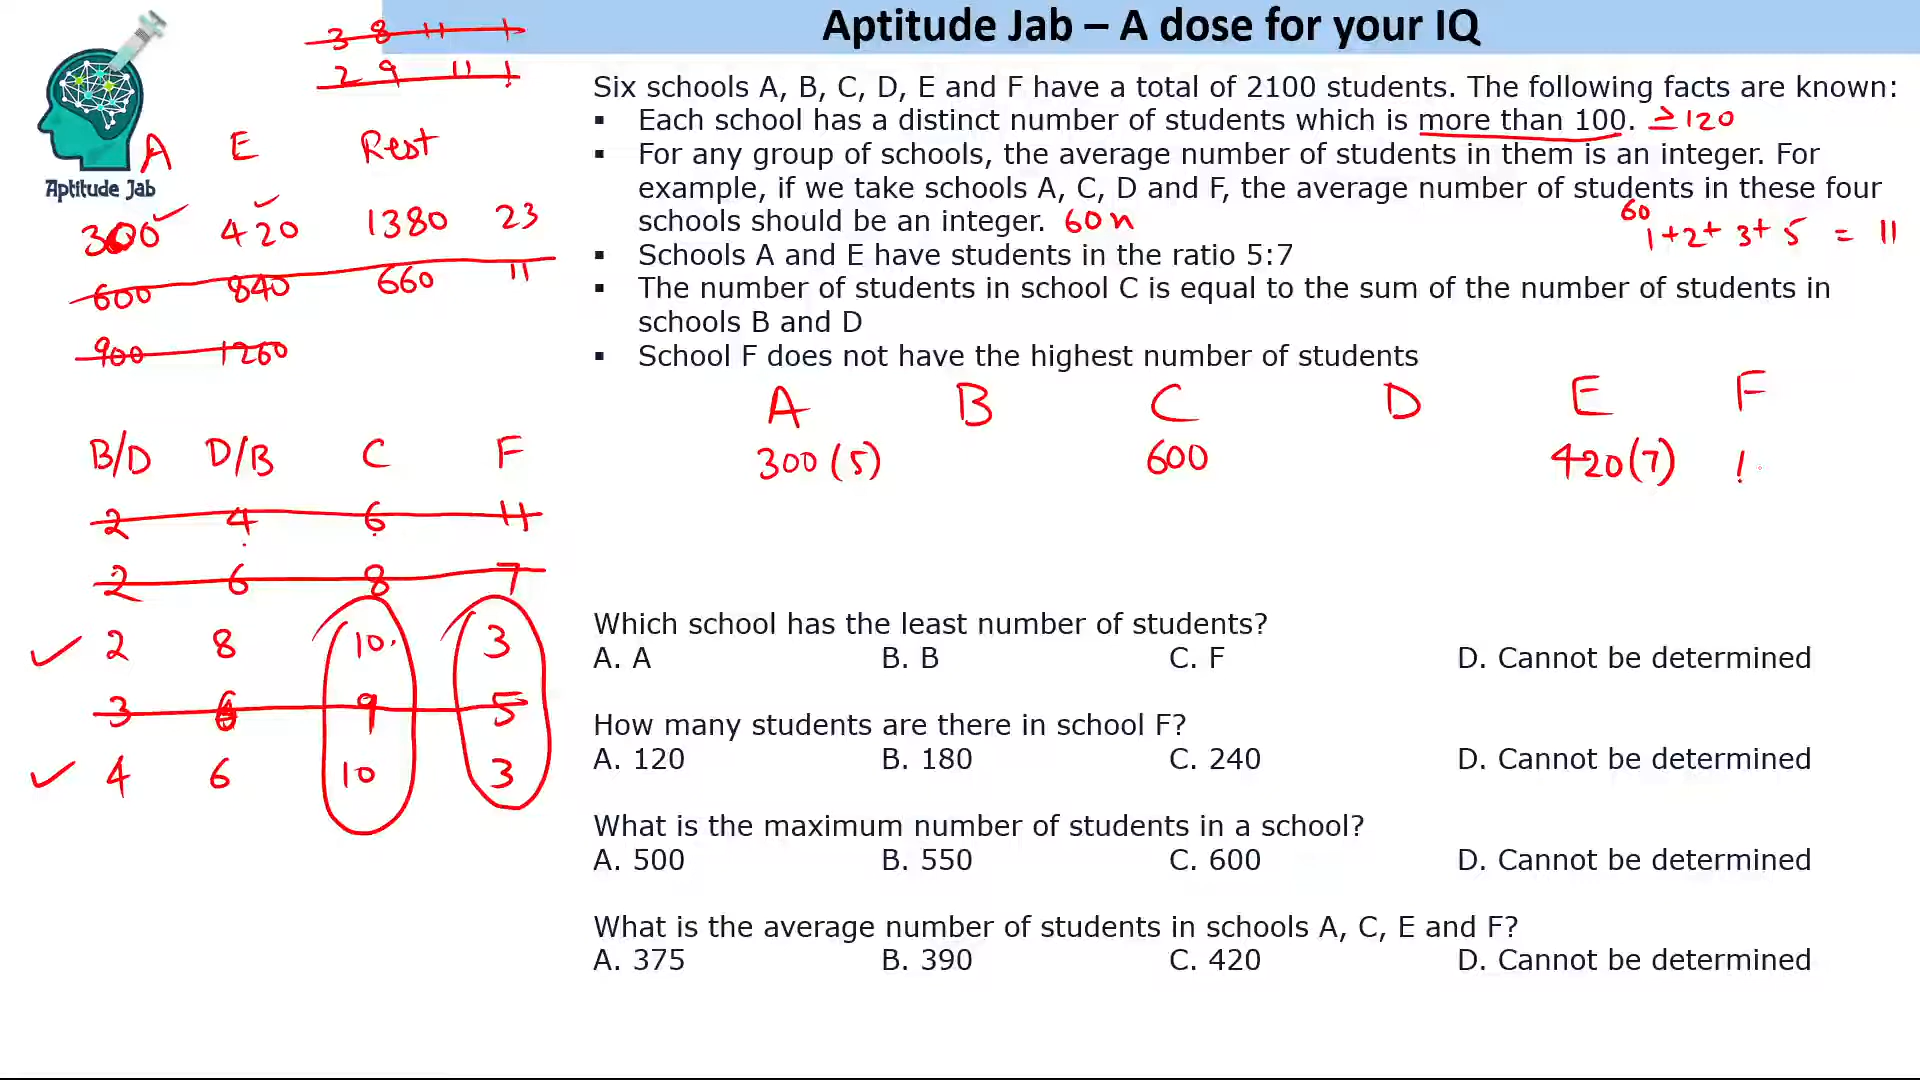 Aptitude Jab – A dose for your IQ
3 8 11 1
2 9 11 1
Aptitude Jab
Six schools A, B, C, D, E and F have a total of 2100 students. The following facts are known:
▪ Each school has a distinct number of students which is more than 100. ≥120
▪ For any group of schools, the average number of students in them is an integer. For
example, if we take schools A, C, D and F, the average number of students in these four
schools should be an integer. 60n
60
1+2+3+5 = 11
▪ Schools A and E have students in the ratio 5:7
▪ The number of students in school C is equal to the sum of the number of students in
schools B and D
▪ School F does not have the highest number of students
A E Rest
300 420 1380 23
600 840 660 11
900 1260
B/D D/B C F
2 4 6 11
2 6 8 7
2 8 10 3
3 6 9 5
4 6 10 3
A B C D E F
300 (5) 600 420 (7) 1
Which school has the least number of students?
A. A B. B C. F D. Cannot be determined
How many students are there in school F?
A. 120 B. 180 C. 240 D. Cannot be determined
What is the maximum number of students in a school?
A. 500 B. 550 C. 600 D. Cannot be determined
What is the average number of students in schools A, C, E and F?
A. 375 B. 390 C. 420 D. Cannot be determined